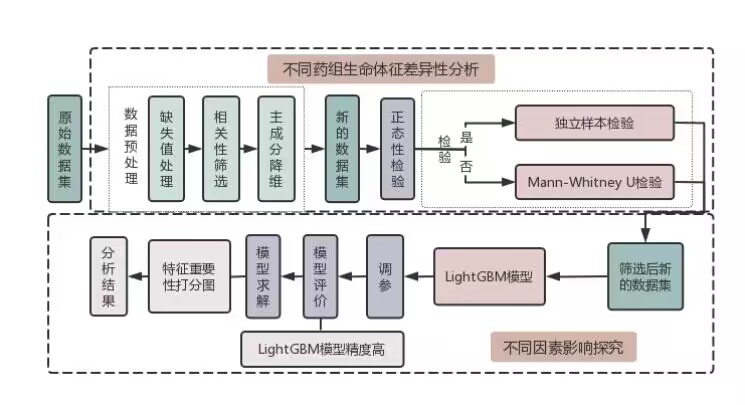 不同药组生命体征差异性分析
原始数据集
数据预处理
缺失值处理
相关性筛选
主成分降维
新的数据集
正态性检验
检验
是
否
独立样本检验
Mann-Whitney U检验
筛选后新
的数据集
LightGBM模型
调参
模型评价
模型求解
特征重要
性打分图
分析结果
LightGBM模型精度高
不同因素影响探究